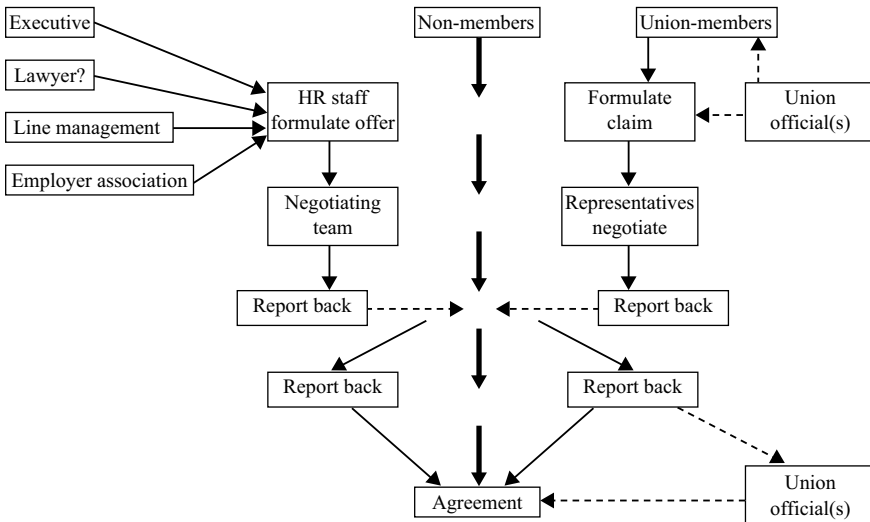 Executive
Non-members
Union-members
Lawyer?
HR staff
formulate offer
Formulate
claim
Union
official(s)
Line management
Employer association
Negotiating
team
Representatives
negotiate
Report back
Report back
Report back
Report back
Agreement
Union
official(s)